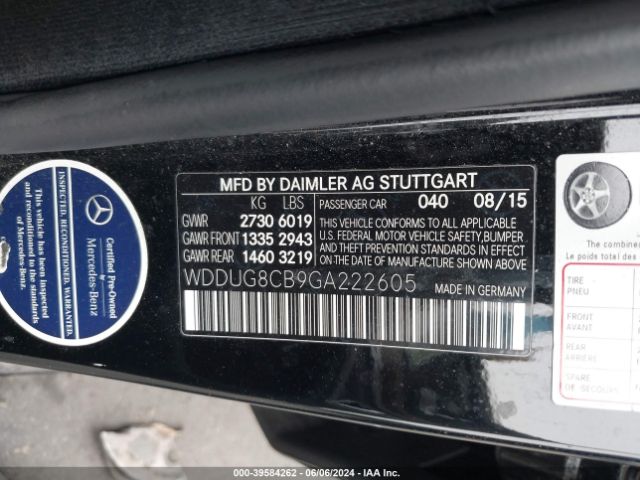 MFD BY DAIMLER AG STUTTGART
KG LBS PASSENGER CAR 040 08/15
GVWR 2730 6019
GAWR FRONT 1335 2943
GAWR REAR 1460 3219
THIS VEHICLE CONFORMS TO ALL APPLICABLE
U.S. FEDERAL MOTOR VEHICLE SAFETY, BUMPER
AND THEFT PREVENTION STANDARDS IN EFFECT
ON THE DATE OF MANUFACTURE SHOWN ABOVE.
WDDUG8CB9GA222605
MADE IN GERMANY
This vehicle has been
INSPECTED, RECONDITIONED
and reconditioned
to the standards
of Mercedes-Benz
Certified Pre-Owned
Mercedes-Benz
The combined
Le poids combiné
TIRE
PNEU
FRONT
AVANT
REAR
ARRIÈRE
SPARE
DE SECOURS
000-39584262 - 06/06/2024 - IAA Inc.